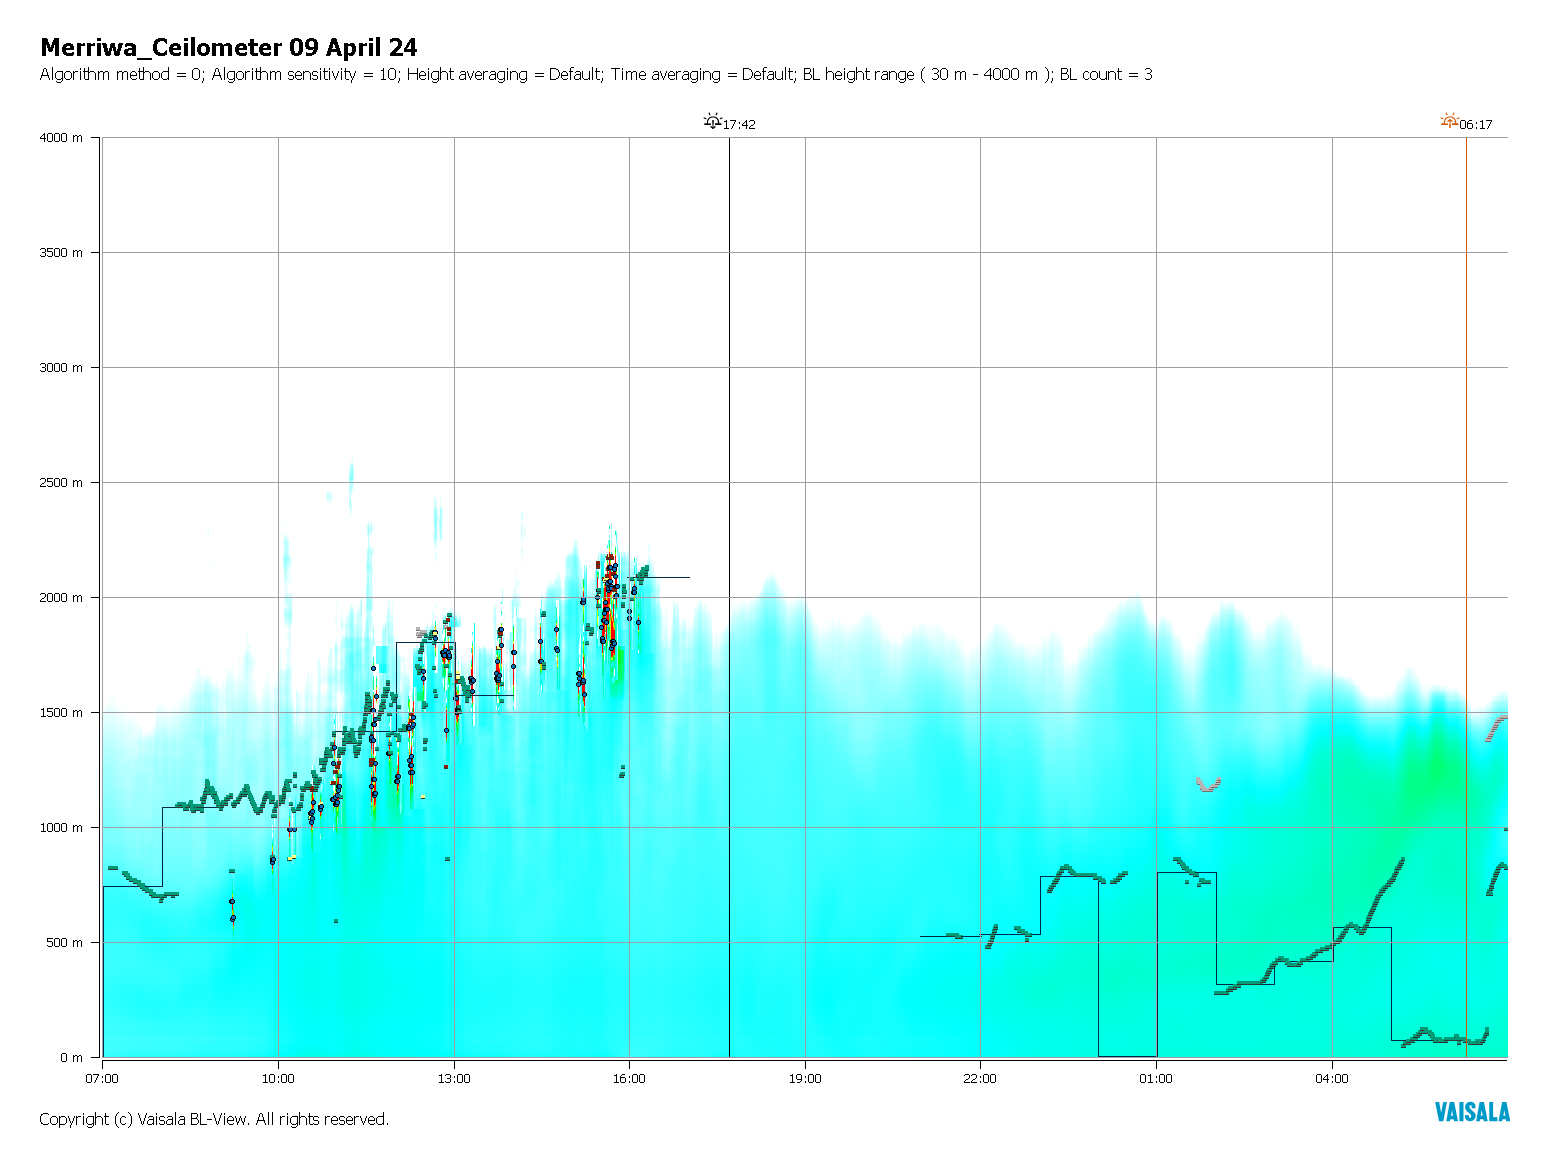 Merriwa_Ceilometer 09 April 24
Algorithm method = 0; Algorithm sensitivity = 10; Height averaging = Default; Time averaging = Default; BL height range ( 30 m - 4000 m ); BL count = 3
17:42
06:17
4000 m
3500 m
3000 m
2500 m
2000 m
1500 m
1000 m
500 m
0 m
07:00 10:00 13:00 16:00 19:00 22:00 01:00 04:00
Copyright (c) Vaisala BL-View. All rights reserved.
VAISALA